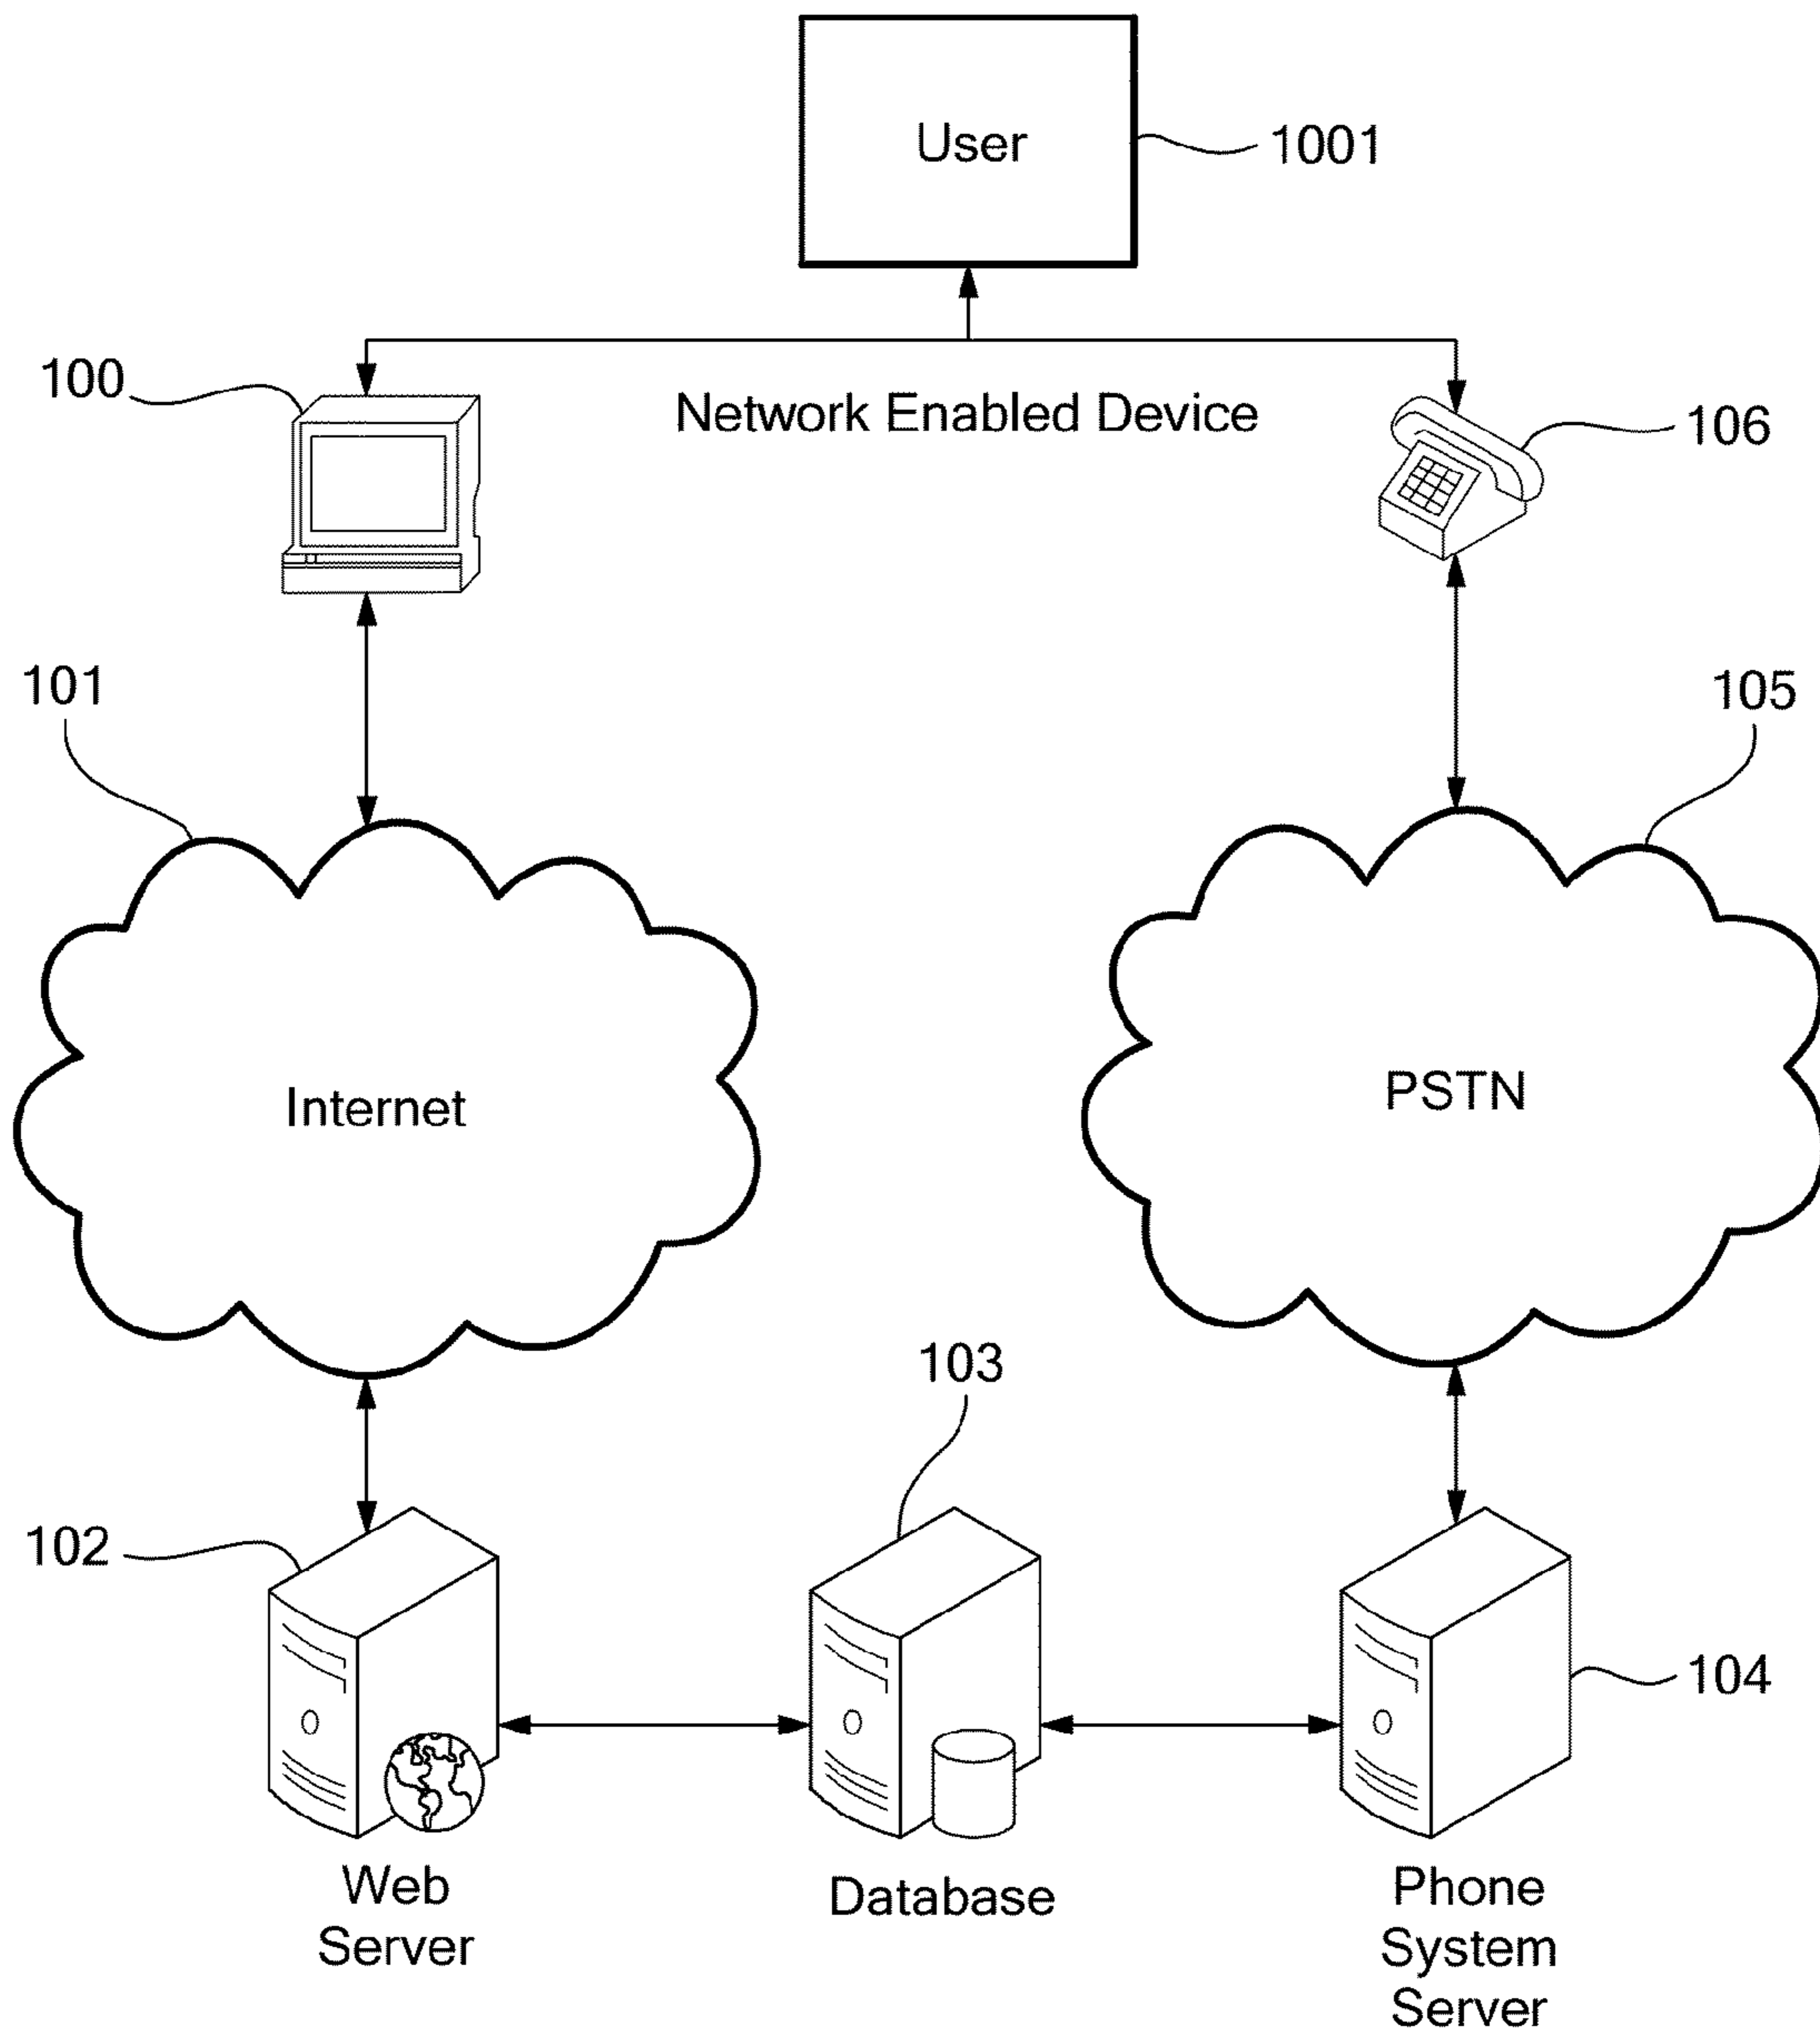 User
1001
100
Network Enabled Device
106
101
105
Internet
PSTN
103
102
104
Web
Server
Database
Phone
System
Server